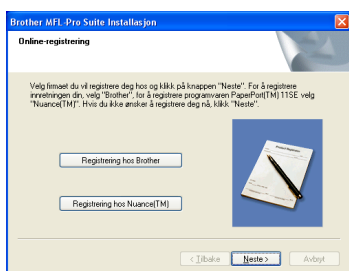 Brother MFL-Pro Suite Installasjon
Online-registrering
Velg firmaet du vil registrere deg hos og klikk på knappen "Neste". For å registrere
innretningen din, velg "Brother", for å registrere programvaren PaperPort(TM) 11SE velg
"Nuance(TM)". Hvis du ikke ønsker å registrere deg nå, klikk "Neste".
Registrering hos Brother
Registrering hos Nuance(TM)
< Tilbake Neste > Avbryt